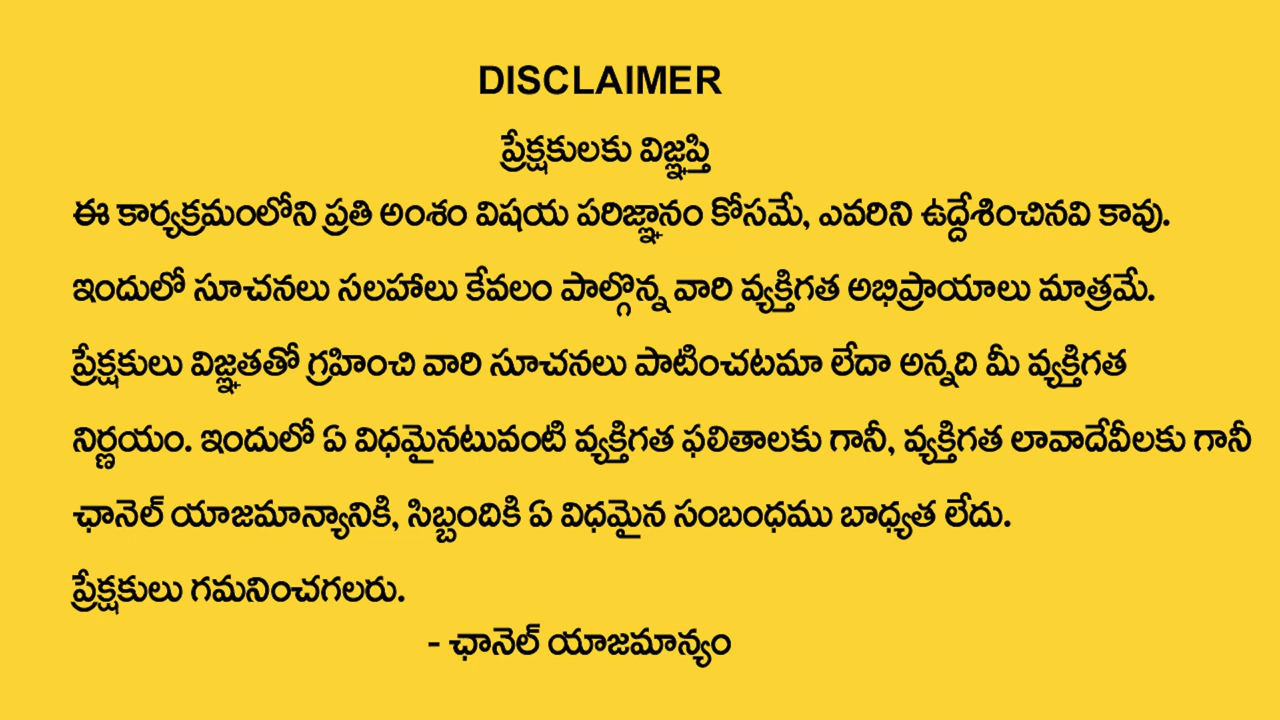 DISCLAIMER
ప్రేక్షకులకు విజ్ఞప్తి
ఈ కార్యక్రమంలోని ప్రతి అంశం విషయ పరిజ్ఞానం కోసమే, ఎవరిని ఉద్దేశించినవి కావు.
ఇందులో సూచనలు సలహాలు కేవలం పాల్గొన్న వారి వ్యక్తిగత అభిప్రాయాలు మాత్రమే.
ప్రేక్షకులు విజ్ఞతతో గ్రహించి వారి సూచనలు పాటించటమా లేదా అన్నది మీ వ్యక్తిగత
నిర్ణయం. ఇందులో ఏ విధమైనటువంటి వ్యక్తిగత ఫలితాలకు గానీ, వ్యక్తిగత లావాదేవీలకు గానీ
ఛానెల్ యాజమాన్యానికి, సిబ్బందికి ఏ విధమైన సంబంధము బాధ్యత లేదు.
ప్రేక్షకులు గమనించగలరు.
- ఛానెల్ యాజమాన్యం